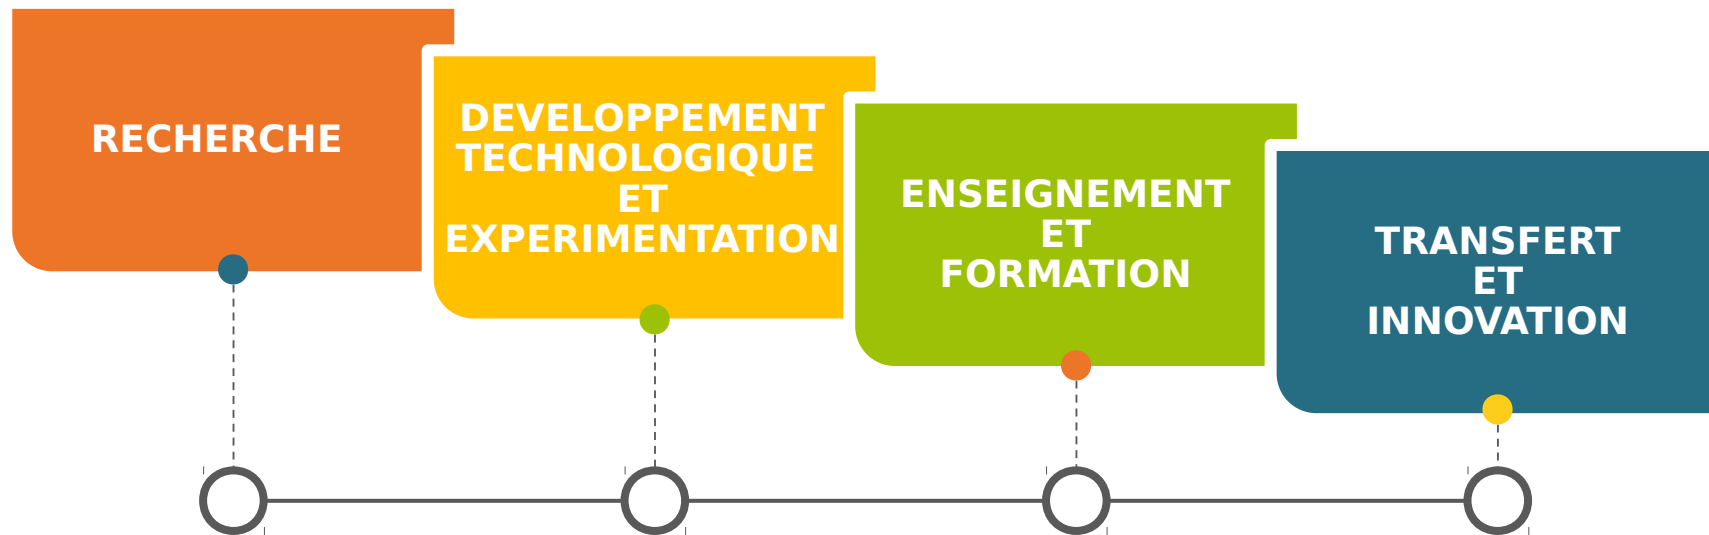 RECHERCHE
DEVELOPPEMENT
TECHNOLOGIQUE
ET
EXPERIMENTATION
ENSEIGNEMENT
ET
FORMATION
TRANSFERT
ET
INNOVATION